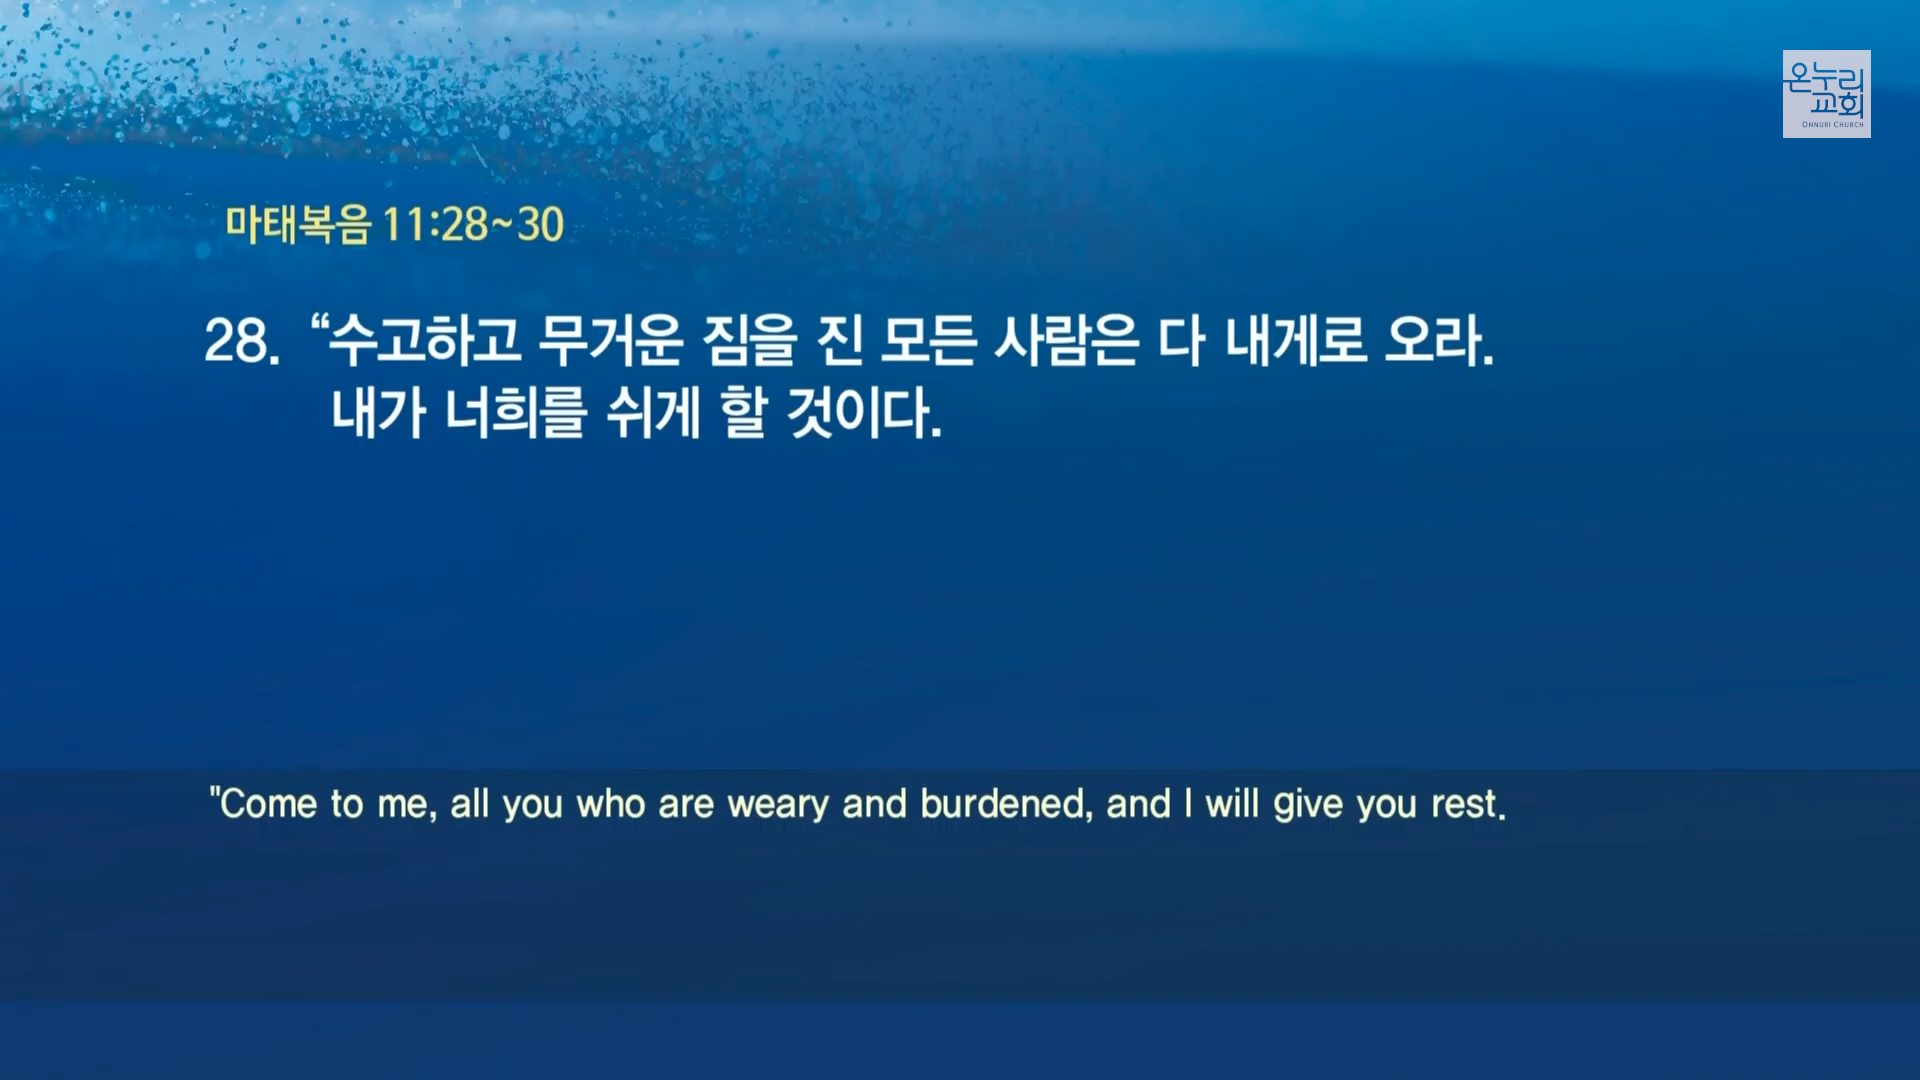 온누리
교회
ONNURI CHURCH
마태복음 11:28~30
28. “수고하고 무거운 짐을 진 모든 사람은 다 내게로 오라.
내가 너희를 쉬게 할 것이다.
"Come to me, all you who are weary and burdened, and I will give you rest.